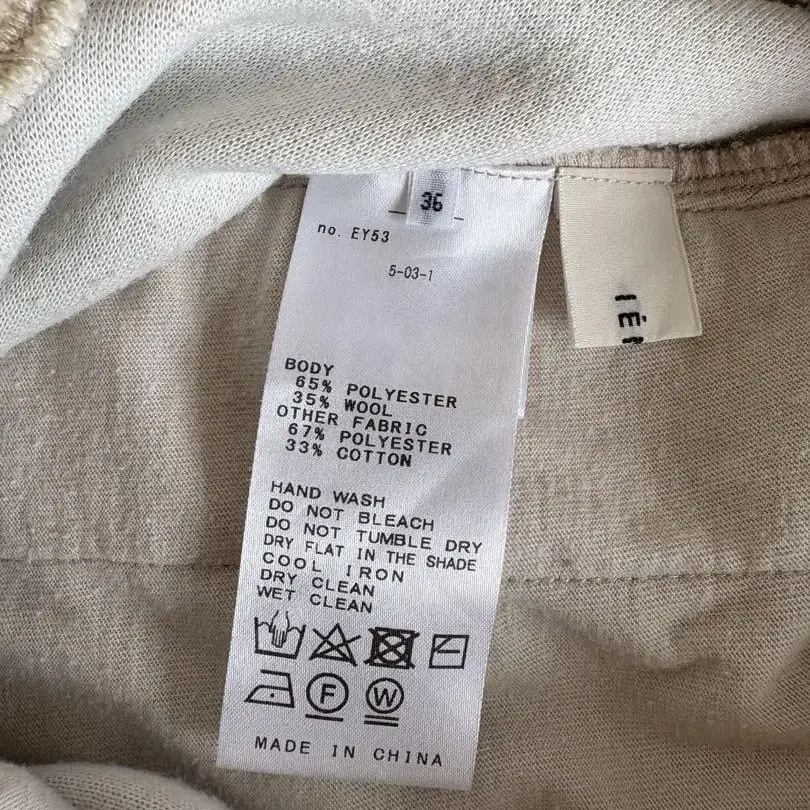 36
no. EY53
5-03-1
BODY
65% POLYESTER
35% WOOL
OTHER FABRIC
67% POLYESTER
33% COTTON
HAND WASH
DO NOT BLEACH
DO NOT TUMBLE DRY
DRY FLAT IN THE SHADE
COOL IRON
DRY CLEAN
WET CLEAN
F W
MADE IN CHINA